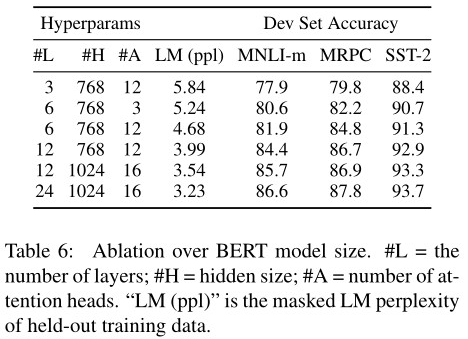 Hyperparams Dev Set Accuracy
#L #H #A LM (ppl) MNLI-m MRPC SST-2
3 768 12 5.84 77.9 79.8 88.4
6 768 3 5.24 80.6 82.2 90.7
6 768 12 4.68 81.9 84.8 91.3
12 768 12 3.99 84.4 86.7 92.9
12 1024 16 3.54 85.7 86.9 93.3
24 1024 16 3.23 86.6 87.8 93.7
Table 6: Ablation over BERT model size. #L = the
number of layers; #H = hidden size; #A = number of at-
tention heads. “LM (ppl)” is the masked LM perplexity
of held-out training data.